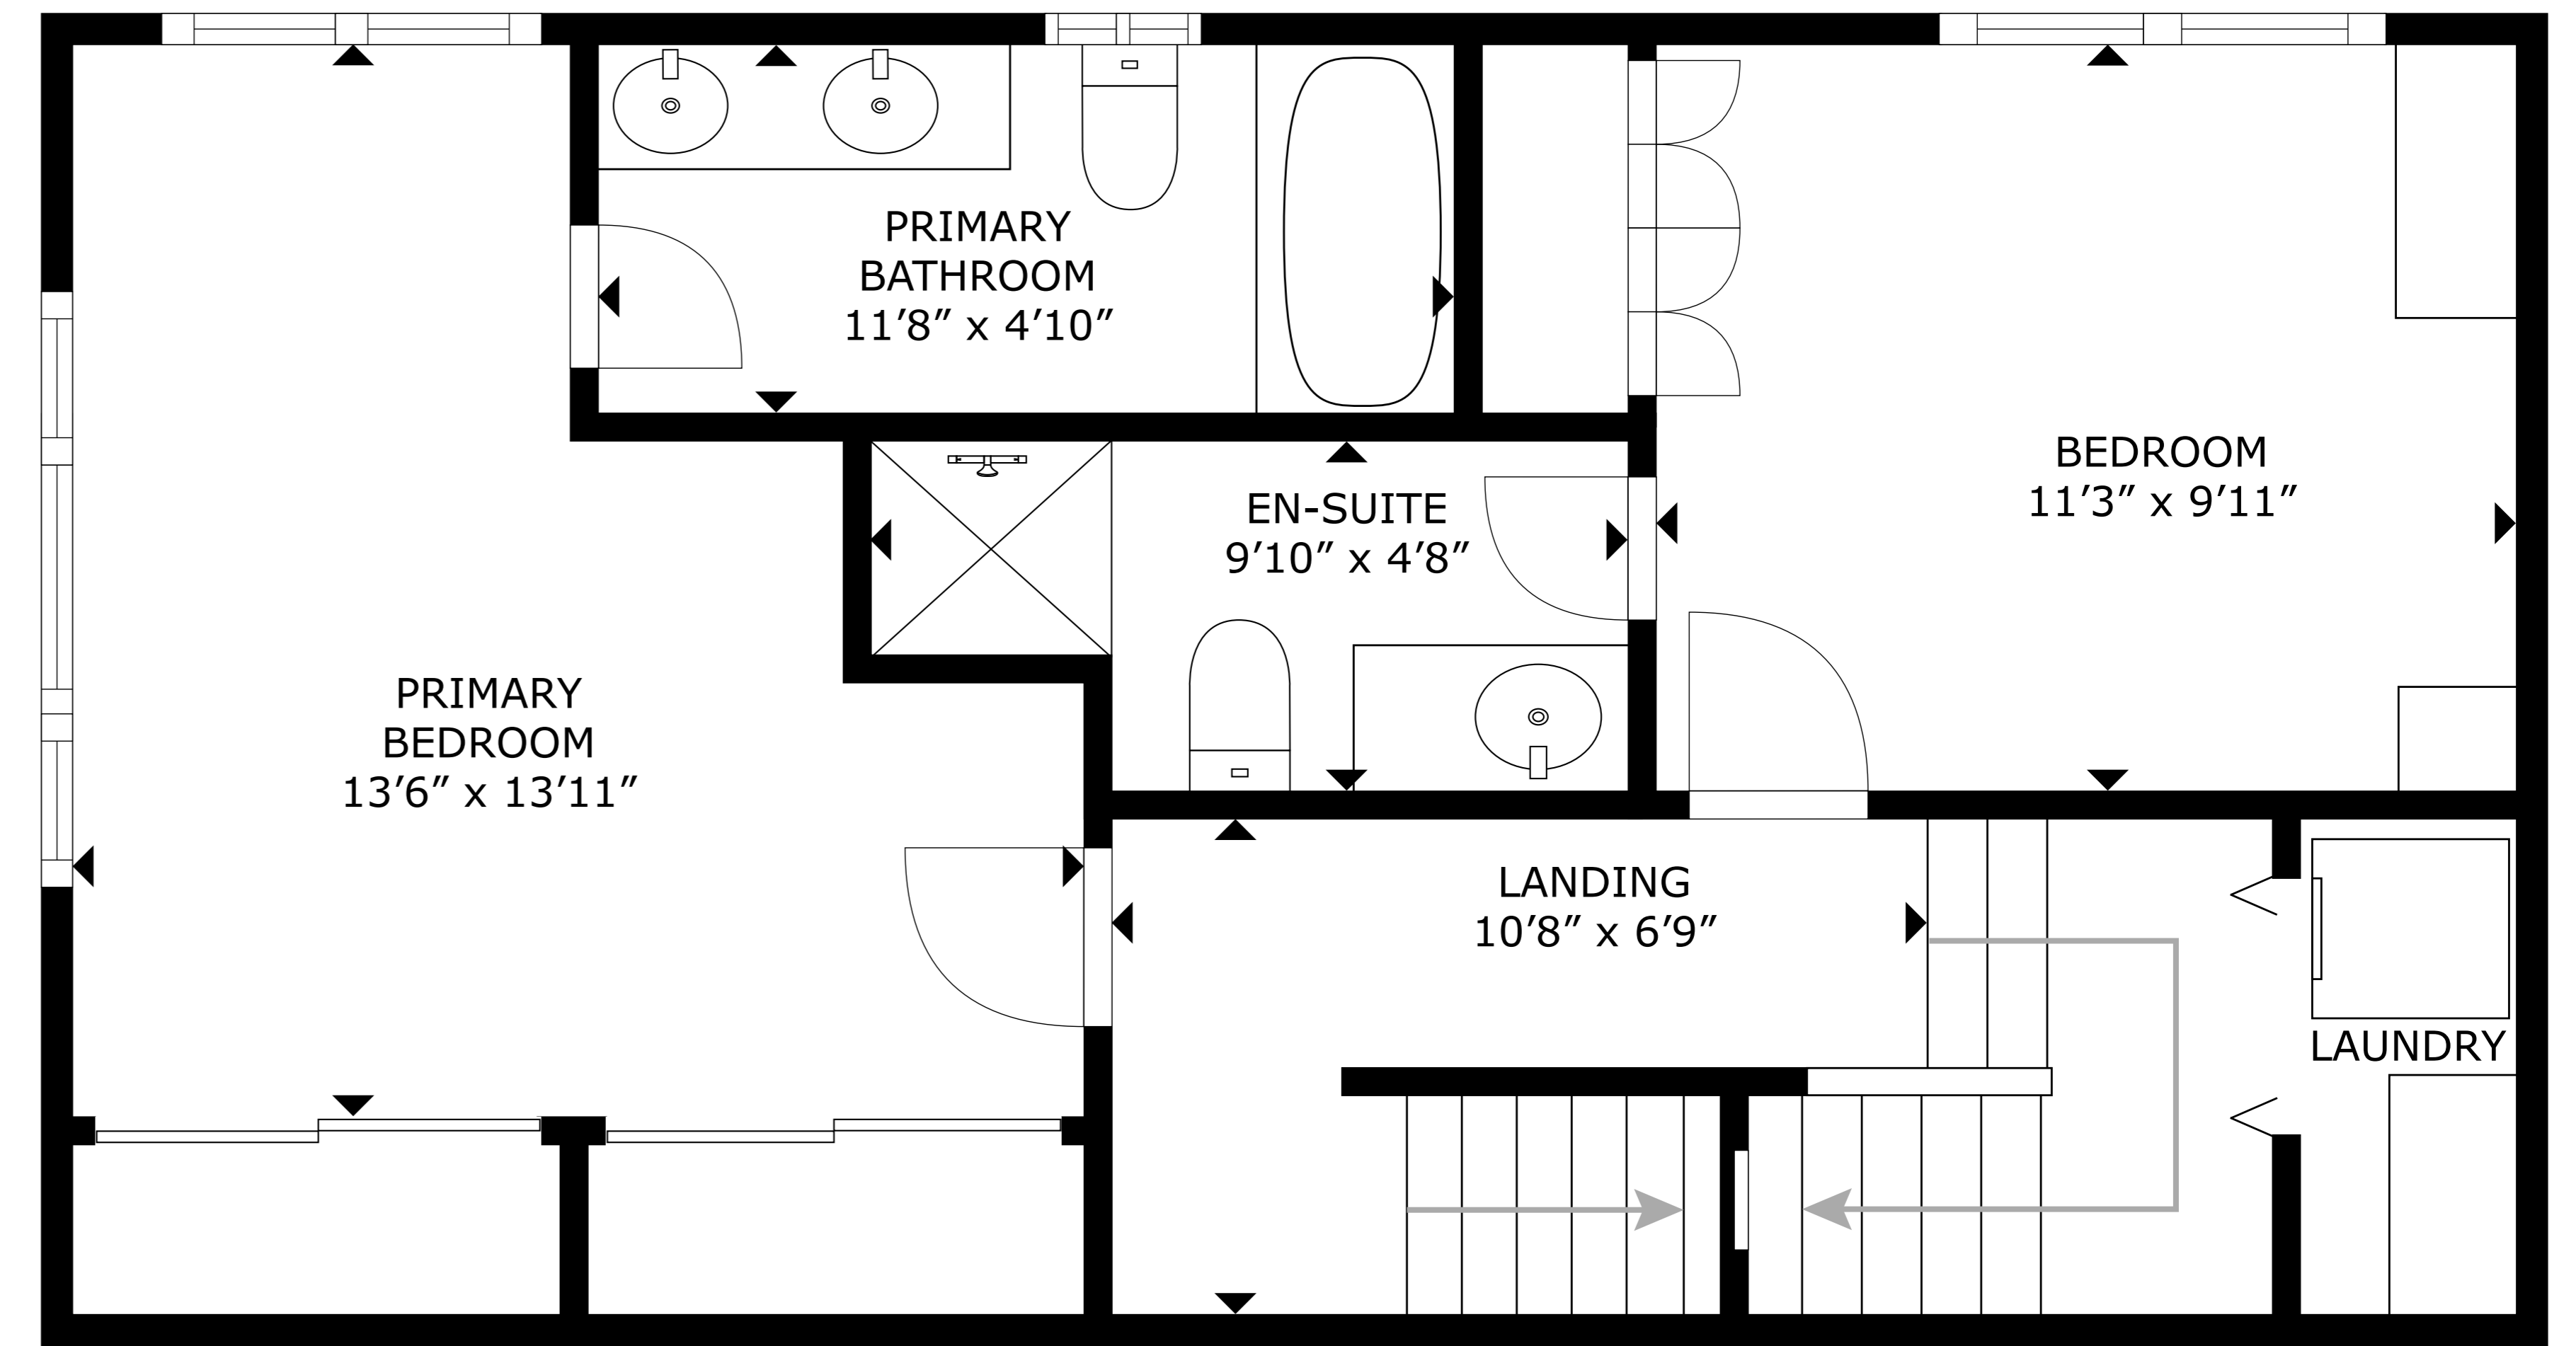 PRIMARY
BATHROOM
11′8″ x 4′10″
BEDROOM
11′3″ x 9′11″
EN-SUITE
9′10″ x 4′8″
PRIMARY
BEDROOM
13′6″ x 13′11″
LANDING
10′8″ x 6′9″
LAUNDRY